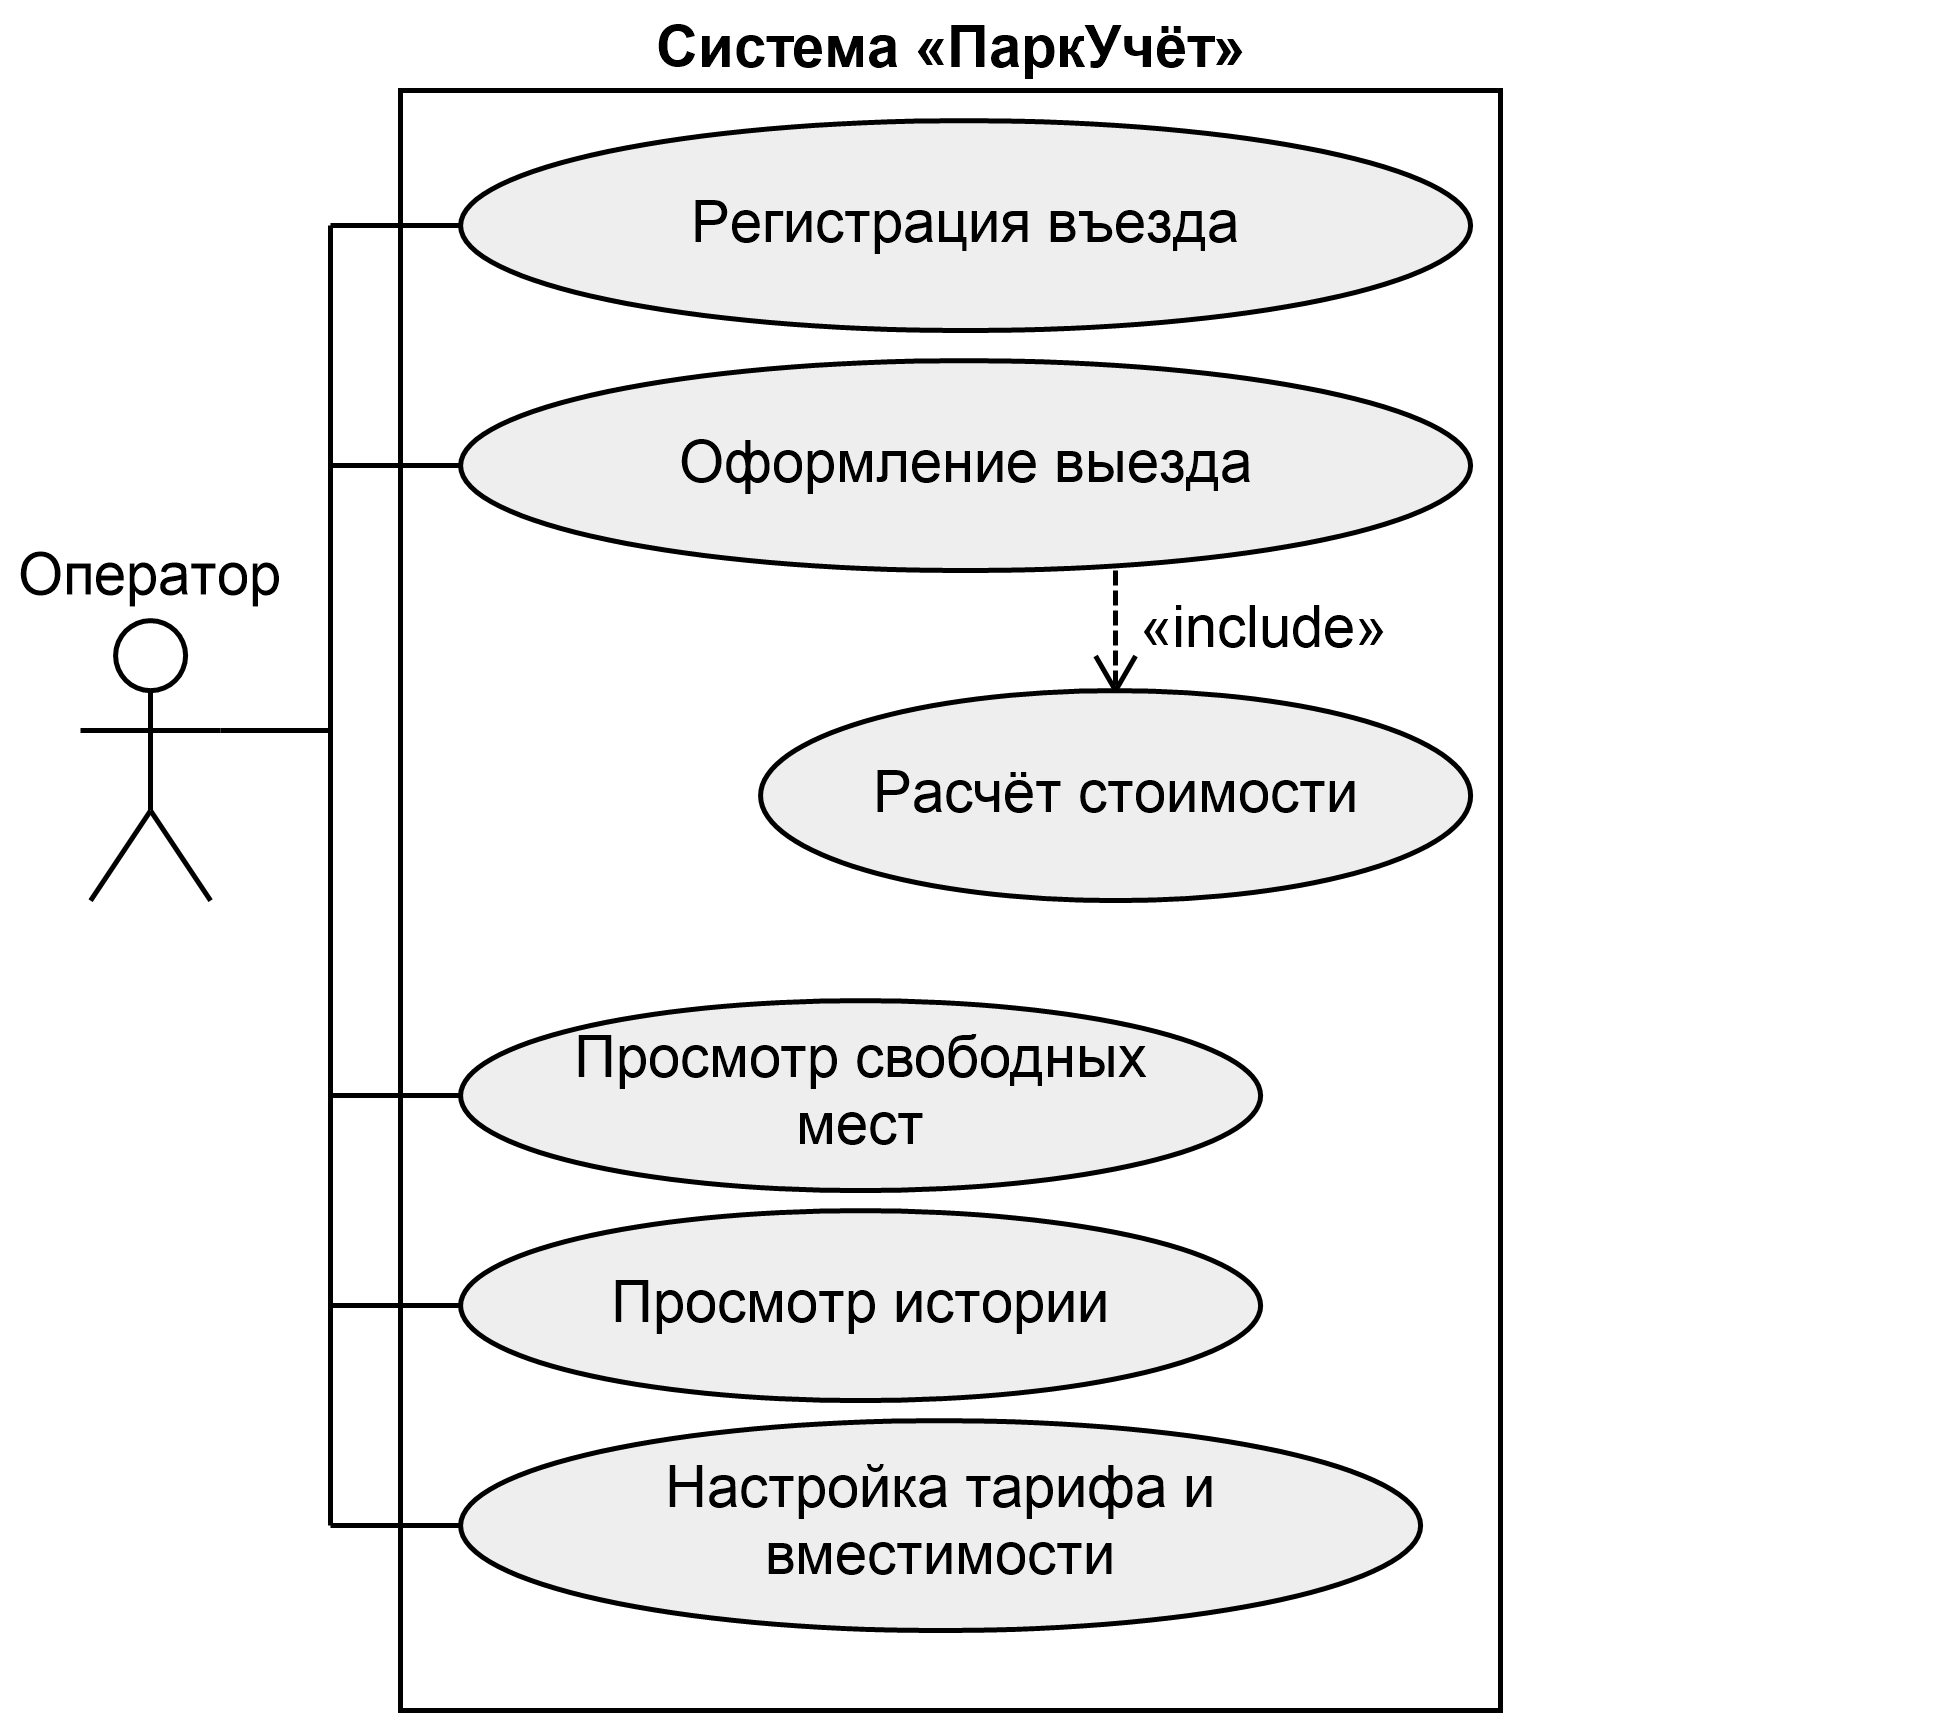 Система «ПаркУчёт»
Регистрация въезда
Оформление выезда
Оператор
«include»
Расчёт стоимости
Просмотр свободных
мест
Просмотр истории
Настройка тарифа и
вместимости